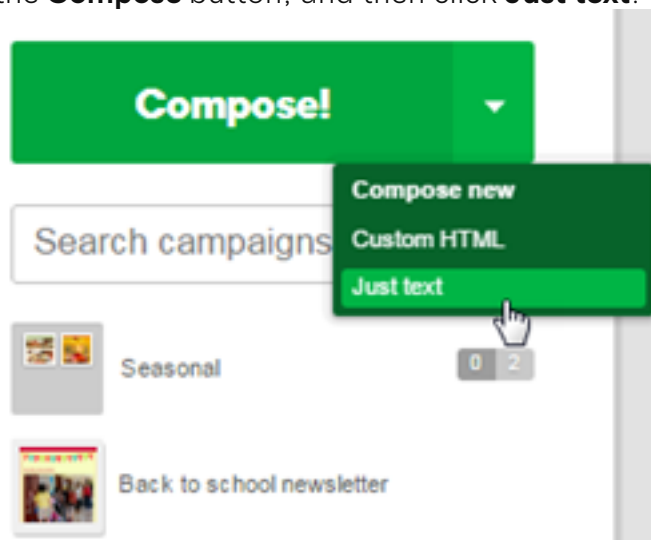 the Compose button, and then click Just text.
Compose!
Compose new
Search campaigns
Custom HTML
Just text
Seasonal
0 2
Back to school newsletter